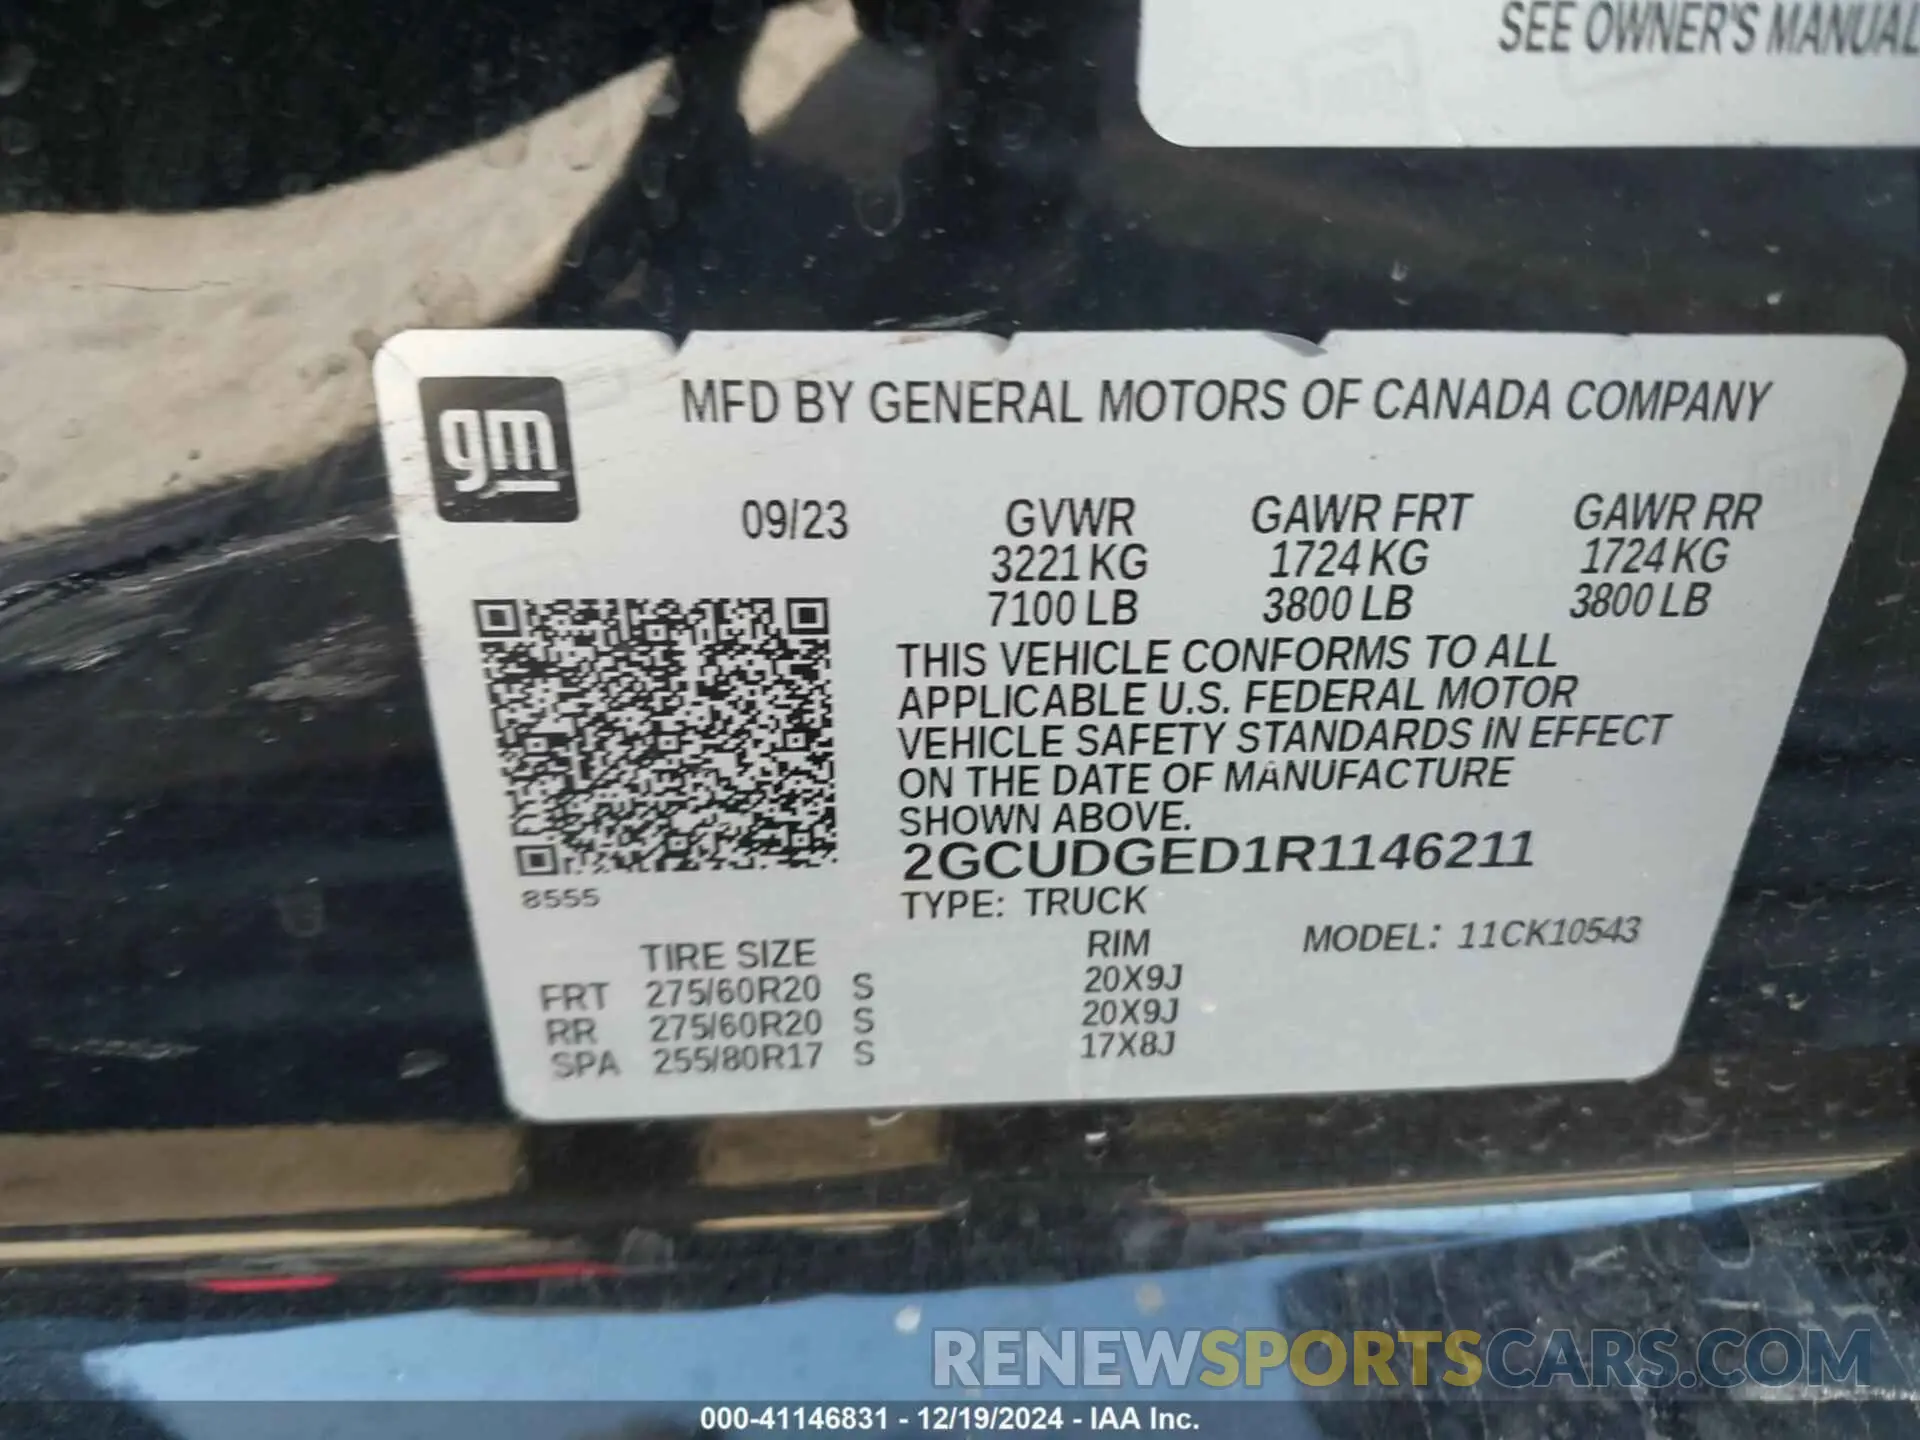 SEE OWNER'S MANUAL
gm
MFD BY GENERAL MOTORS OF CANADA COMPANY
09/23 GVWR GAWR FRT GAWR RR
3221 KG 1724 KG 1724 KG
7100 LB 3800 LB 3800 LB
THIS VEHICLE CONFORMS TO ALL
APPLICABLE U.S. FEDERAL MOTOR
VEHICLE SAFETY STANDARDS IN EFFECT
ON THE DATE OF MANUFACTURE
SHOWN ABOVE.
2GCUDGED1R1146211
8555
TYPE: TRUCK
TIRE SIZE RIM MODEL: 11CK10543
FRT 275/60R20 S 20X9J
RR 275/60R20 S 20X9J
SPA 255/80R17 S 17X8J
RENEWSPORTSCARS.COM
000-41146831 - 12/19/2024 - IAA Inc.